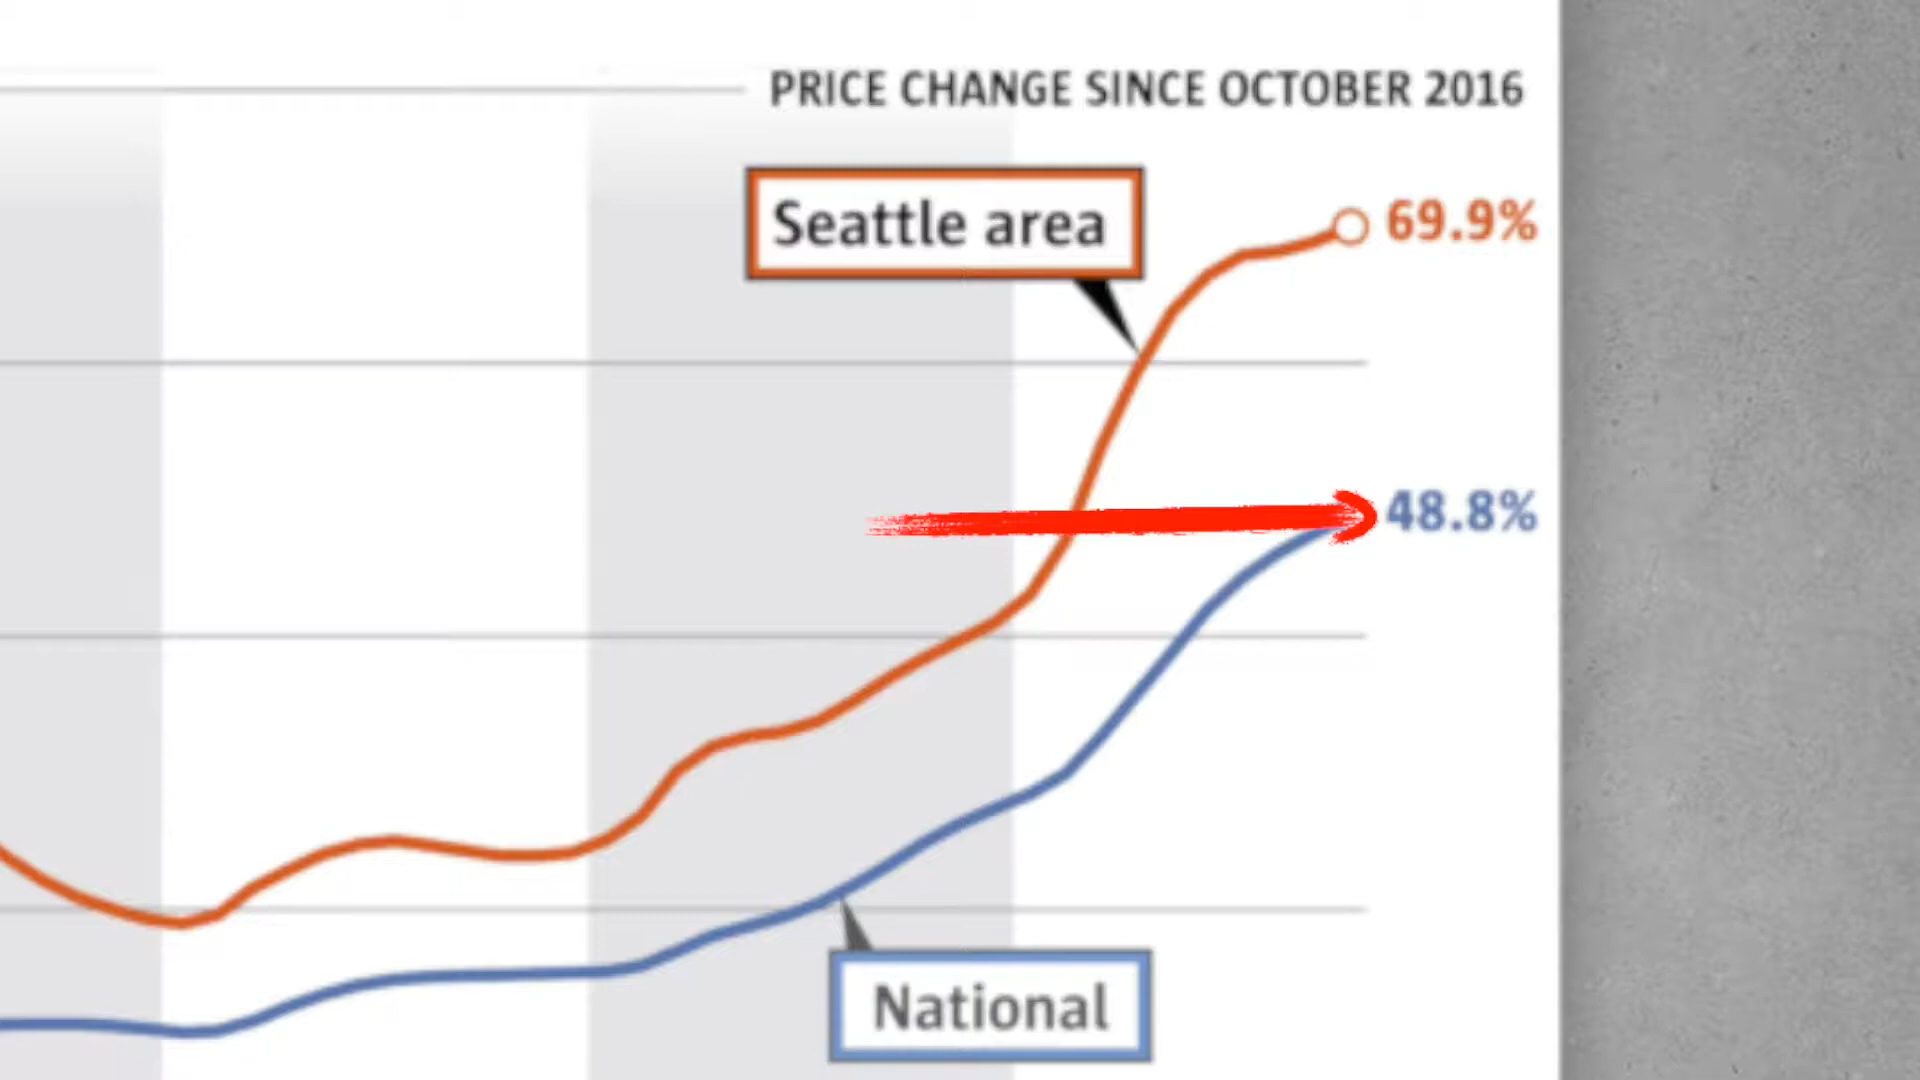 PRICE CHANGE SINCE OCTOBER 2016
Seattle area
69.9%
48.8%
National